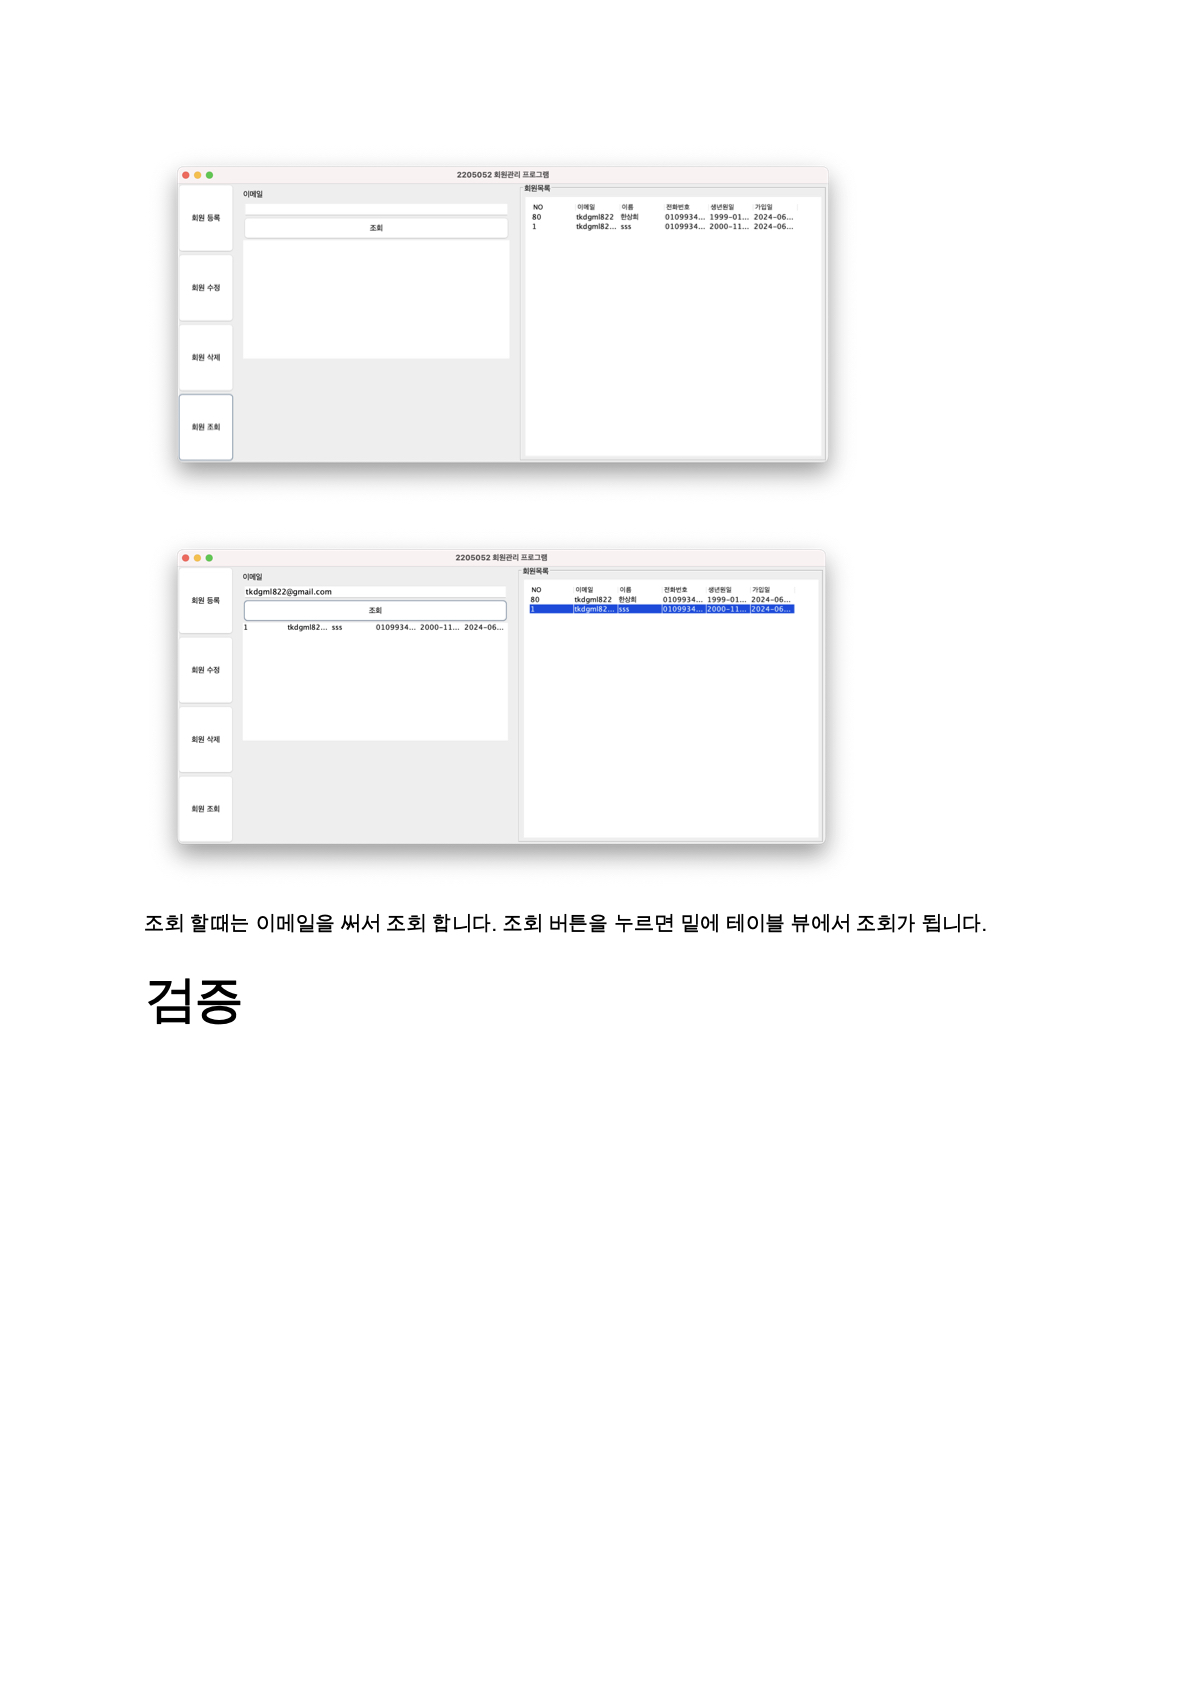 2205052 회원관리 프로그램
회원 등록
회원 수정
회원 삭제
회원 조회
이메일
조회
회원목록
NO 이메일 이름 전화번호 생년원일 가입일
80 tkdgml822 한상희 0109934... 1999-01... 2024-06...
1 tkdgml82... sss 0109934... 2000-11... 2024-06...
2205052 회원관리 프로그램
회원 등록
회원 수정
회원 삭제
회원 조회
이메일
tkdgml822@gmail.com
조회
1 tkdgml82... sss 0109934... 2000-11... 2024-06...
회원목록
NO 이메일 이름 전화번호 생년원일 가입일
80 tkdgml822 한상희 0109934... 1999-01... 2024-06...
1 tkdgml82... sss 0109934... 2000-11... 2024-06...
조회 할때는 이메일을 써서 조회 합니다. 조회 버튼을 누르면 밑에 테이블 뷰에서 조회가 됩니다.
검증